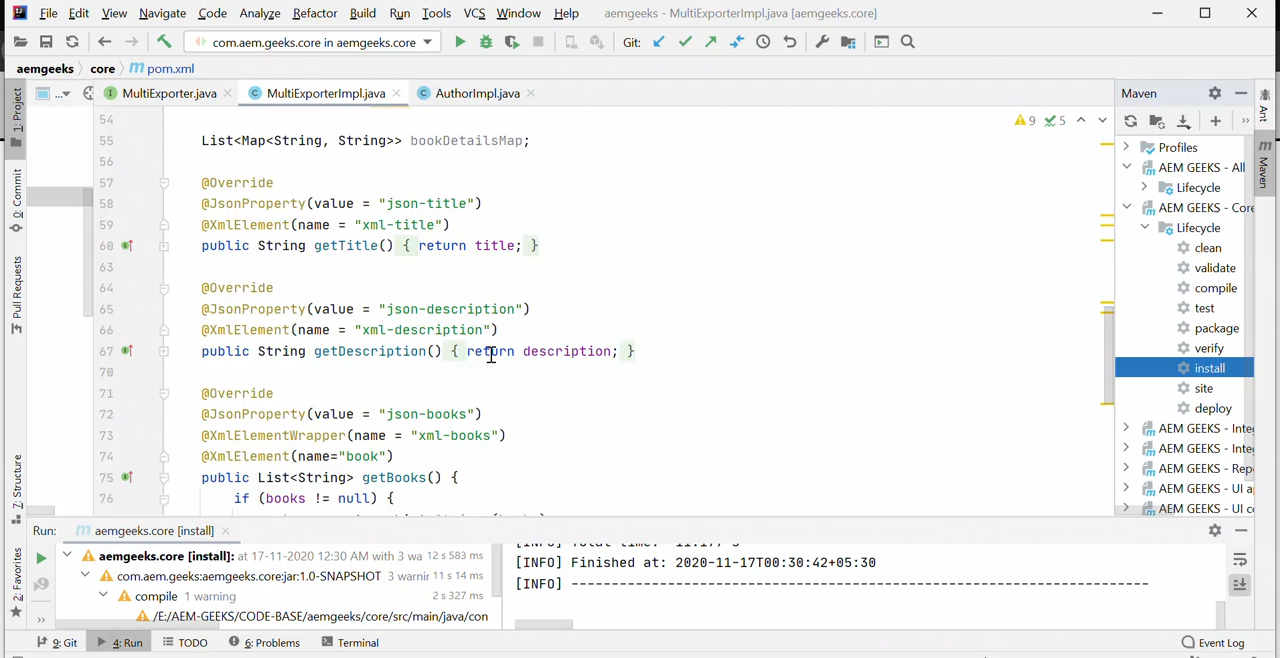 File Edit View Navigate Code Analyze Refactor Build Run Tools VCS Window Help aemgeeks - MultiExporterImpl.java [aemgeeks.core]
com.aem.geeks.core in aemgeeks.core Git:
aemgeeks core pom.xml
1: Project
0: Commit
Pull Requests
7: Structure
2: Favorites
... MultiExporter.java MultiExporterImpl.java AuthorImpl.java
9 5
54
55 List<Map<String, String>> bookDetailsMap;
56
57 @Override
58 @JsonProperty(value = "json-title")
59 @XmlElement(name = "xml-title")
60 public String getTitle() { return title; }
63
64 @Override
65 @JsonProperty(value = "json-description")
66 @XmlElement(name = "xml-description")
67 public String getDescription() { return description; }
70
71 @Override
72 @JsonProperty(value = "json-books")
73 @XmlElementWrapper(name = "xml-books")
74 @XmlElement(name="book")
75 public List<String> getBooks() {
76 if (books != null) {
Maven
Profiles
AEM GEEKS - All
Lifecycle
AEM GEEKS - Core
Lifecycle
clean
validate
compile
test
package
verify
install
site
deploy
AEM GEEKS - Inte
AEM GEEKS - Inte
AEM GEEKS - Rep
AEM GEEKS - UI a
AEM GEEKS - UI co
Ant
Maven
Run: aemgeeks.core [install]
aemgeeks.core [install]: at 17-11-2020 12:30 AM with 3 wa 12 s 583 ms
com.aem.geeks:aemgeeks.core:jar:1.0-SNAPSHOT 3 warnir 11 s 14 ms
compile 1 warning 2 s 327 ms
/E:/AEM-GEEKS/CODE-BASE/aemgeeks/core/src/main/java/con
[INFO] Finished at: 2020-11-17T00:30:42+05:30
[INFO] ------------------------------------------------------------------------
9: Git 4: Run TODO 6: Problems Terminal Event Log